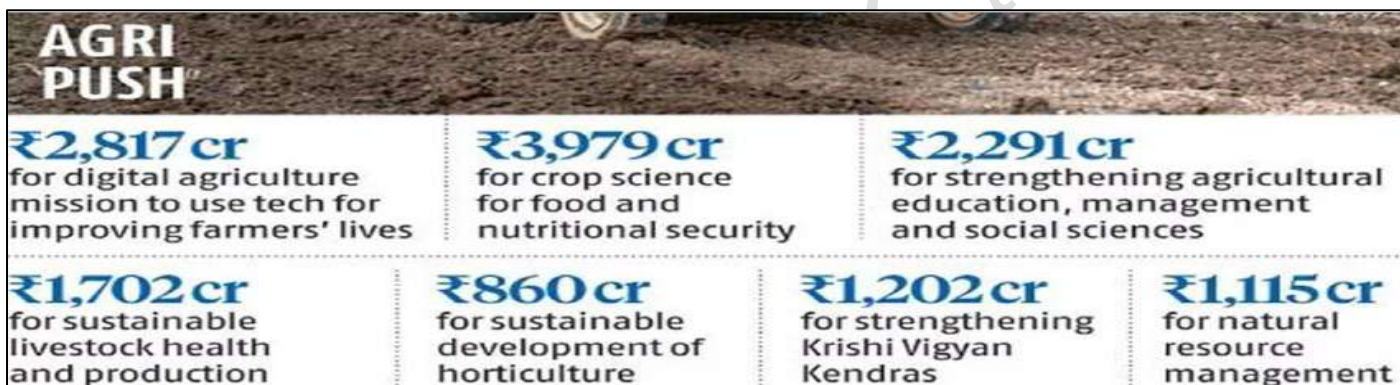 AGRI
'PUSH'
₹2,817 cr
for digital agriculture
mission to use tech for
improving farmers' lives
₹3,979 cr
for crop science
for food and
nutritional security
₹2,291 cr
for strengthening agricultural
education, management
and social sciences
₹1,702 cr
for sustainable
livestock health
and production
₹860 cr
for sustainable
development of
horticulture
₹1,202 cr
for strengthening
Krishi Vigyan
Kendras
₹1,115 cr
for natural
resource
management